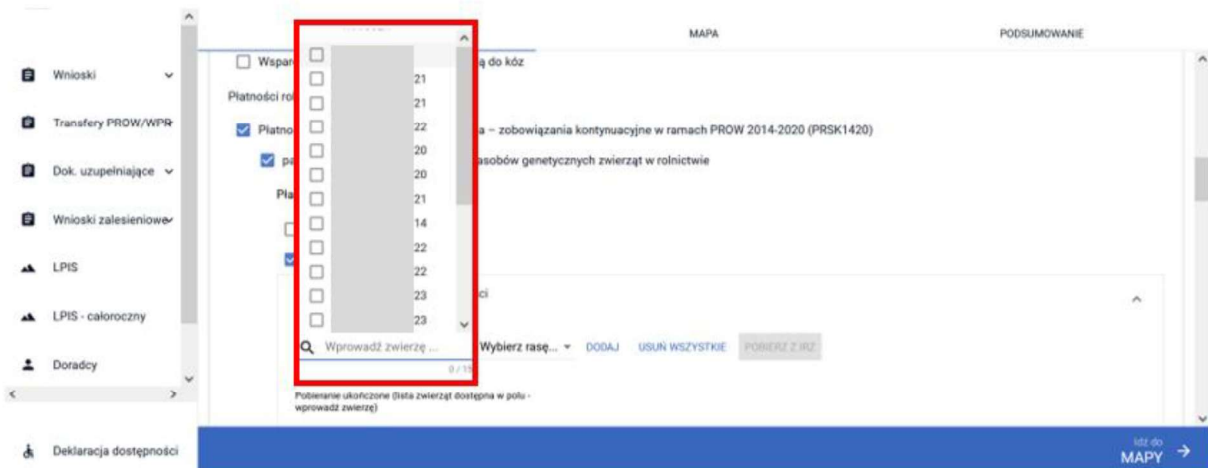 MAPA
PODSUMOWANIE
Wnioski
Transfery PROW/WPR
Dok. uzupełniające
Wnioski zalesieniowe
LPIS
LPIS - całoroczny
Doradcy
Deklaracja dostępności
Wspar
ą do kóz
Płatności rol
Płatno
a – zobowiązania kontynuacyjne w ramach PROW 2014-2020 (PRSK1420)
pa
asobów genetycznych zwierząt w rolnictwie
Pła
21
21
22
20
20
21
14
22
22
23
23
ci
Wprowadź zwierzę ...
Wybierz rasę...
DODAJ
USUŃ WSZYSTKIE
POBIERZ Z IRZ
0 / 15
Pobieranie ukończone (lista zwierząt dostępna w polu -
wprowadź zwierzę)
Idź do
MAPY